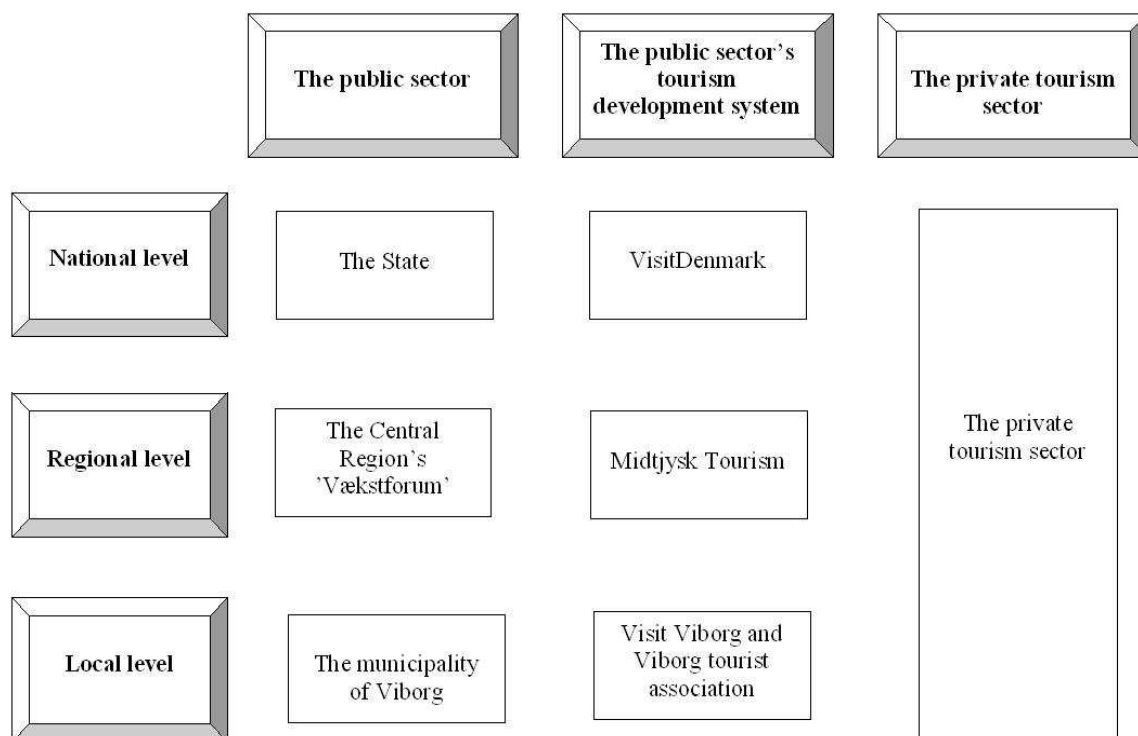 The public sector
The public sector's
tourism
development system
The private tourism
sector
National level
The State
VisitDenmark
Regional level
The Central
Region's
'Vækstforum'
Midtjysk Tourism
The private
tourism sector
Local level
The municipality
of Viborg
Visit Viborg and
Viborg tourist
association